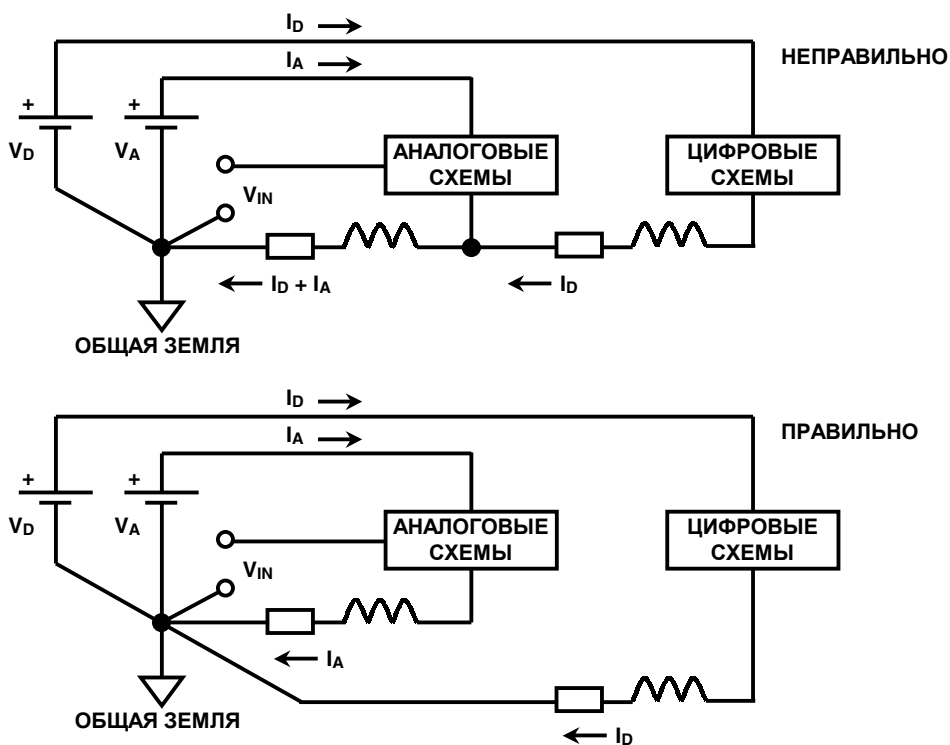 I_D
I_A
НЕПРАВИЛЬНО
+
+
V_D
V_A
АНАЛОГОВЫЕ
СХЕМЫ
ЦИФРОВЫЕ
СХЕМЫ
V_IN
I_D + I_A
I_D
ОБЩАЯ ЗЕМЛЯ
I_D
I_A
ПРАВИЛЬНО
+
+
V_D
V_A
АНАЛОГОВЫЕ
СХЕМЫ
ЦИФРОВЫЕ
СХЕМЫ
V_IN
I_A
ОБЩАЯ ЗЕМЛЯ
I_D